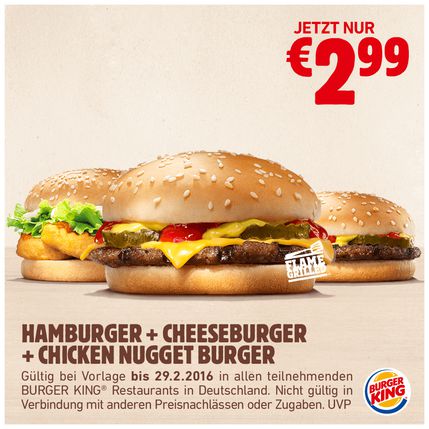 JETZT NUR
€2.99
FLAME
GRILLED
HAMBURGER + CHEESEBURGER
+ CHICKEN NUGGET BURGER
Gültig bei Vorlage bis 29.2.2016 in allen teilnehmenden
BURGER KING® Restaurants in Deutschland. Nicht gültig in
Verbindung mit anderen Preisnachlässen oder Zugaben. UVP
BURGER
KING